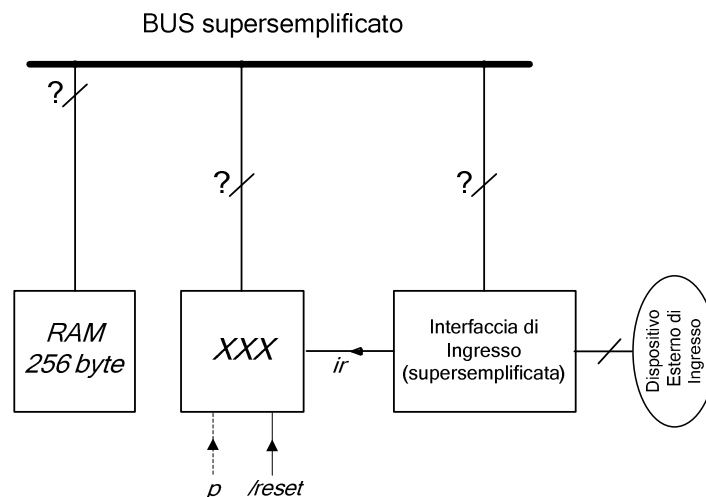 BUS supersemplificato
?
?
?
RAM
256 byte
XXX
ir
Interfaccia di
Ingresso
(supersemplificata)
Dispositivo
Esterno di
Ingresso
p
/reset